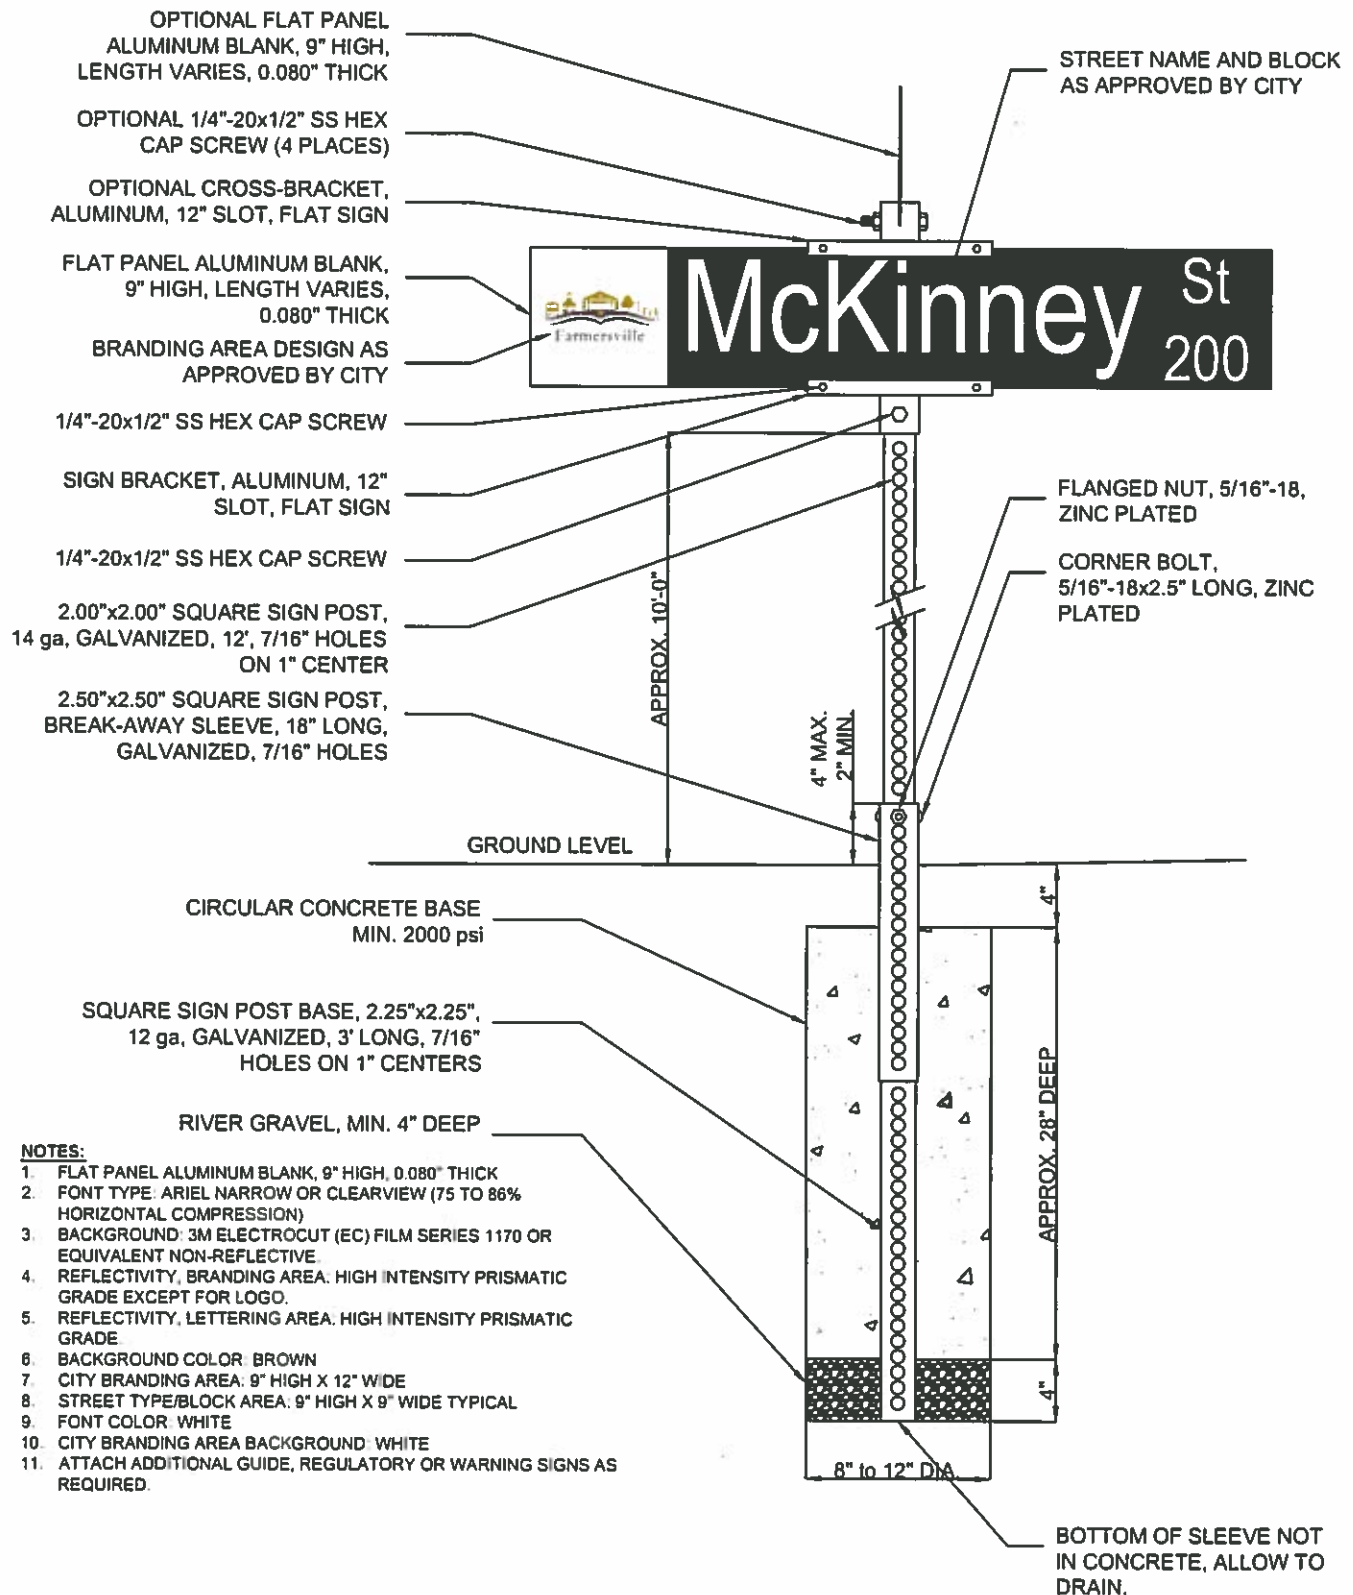 OPTIONAL FLAT PANEL
ALUMINUM BLANK, 9" HIGH,
LENGTH VARIES, 0.080" THICK
STREET NAME AND BLOCK
AS APPROVED BY CITY
OPTIONAL 1/4"-20x1/2" SS HEX
CAP SCREW (4 PLACES)
OPTIONAL CROSS-BRACKET,
ALUMINUM, 12" SLOT, FLAT SIGN
FLAT PANEL ALUMINUM BLANK,
9" HIGH, LENGTH VARIES,
0.080" THICK
BRANDING AREA DESIGN AS
APPROVED BY CITY
Farmersville
McKinney
St
200
1/4"-20x1/2" SS HEX CAP SCREW
SIGN BRACKET, ALUMINUM, 12"
SLOT, FLAT SIGN
1/4"-20x1/2" SS HEX CAP SCREW
FLANGED NUT, 5/16"-18,
ZINC PLATED
CORNER BOLT,
5/16"-18x2.5" LONG, ZINC
PLATED
2.00"x2.00" SQUARE SIGN POST,
14 ga, GALVANIZED, 12', 7/16" HOLES
ON 1" CENTER
2.50"x2.50" SQUARE SIGN POST,
BREAK-AWAY SLEEVE, 18" LONG,
GALVANIZED, 7/16" HOLES
APPROX. 10'-0"
4" MAX.
2" MIN.
GROUND LEVEL
4"
CIRCULAR CONCRETE BASE
MIN. 2000 psi
SQUARE SIGN POST BASE, 2.25"x2.25",
12 ga, GALVANIZED, 3' LONG, 7/16"
HOLES ON 1" CENTERS
APPROX. 28" DEEP
RIVER GRAVEL, MIN. 4" DEEP
4"
8" to 12" DIA.
BOTTOM OF SLEEVE NOT
IN CONCRETE, ALLOW TO
DRAIN.
NOTES:
1. FLAT PANEL ALUMINUM BLANK, 9" HIGH, 0.080" THICK
2. FONT TYPE: ARIEL NARROW OR CLEARVIEW (75 TO 86%
HORIZONTAL COMPRESSION)
3. BACKGROUND: 3M ELECTROCUT (EC) FILM SERIES 1170 OR
EQUIVALENT NON-REFLECTIVE.
4. REFLECTIVITY, BRANDING AREA: HIGH INTENSITY PRISMATIC
GRADE EXCEPT FOR LOGO.
5. REFLECTIVITY, LETTERING AREA: HIGH INTENSITY PRISMATIC
GRADE
6. BACKGROUND COLOR: BROWN
7. CITY BRANDING AREA: 9" HIGH X 12" WIDE
8. STREET TYPE/BLOCK AREA: 9" HIGH X 9" WIDE TYPICAL
9. FONT COLOR: WHITE
10. CITY BRANDING AREA BACKGROUND: WHITE
11. ATTACH ADDITIONAL GUIDE, REGULATORY OR WARNING SIGNS AS
REQUIRED.